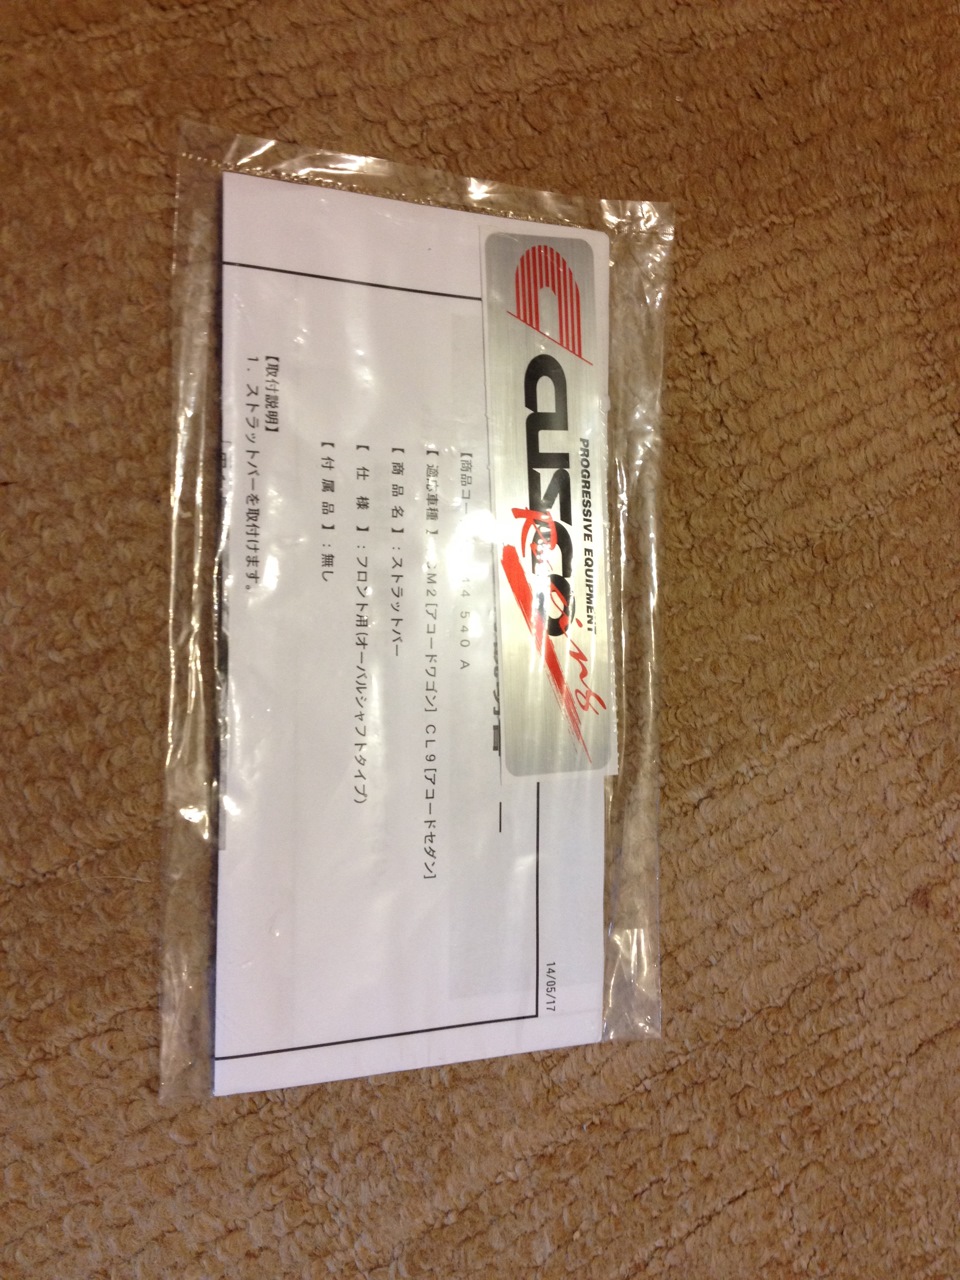 PROGRESSIVE EQUIPMENT
CUSCO
Racing
14/05/17
【商品コー 14 540 A
【 適応車種 】 CM2[アコードワゴン] CL9[アコードセダン]
【 商 品 名 】:ストラットバー
【 仕 様 】:フロント用(オーバルシャフトタイプ)
【 付 属 品 】:無し
【取付説明】
1.ストラットバーを取付けます。